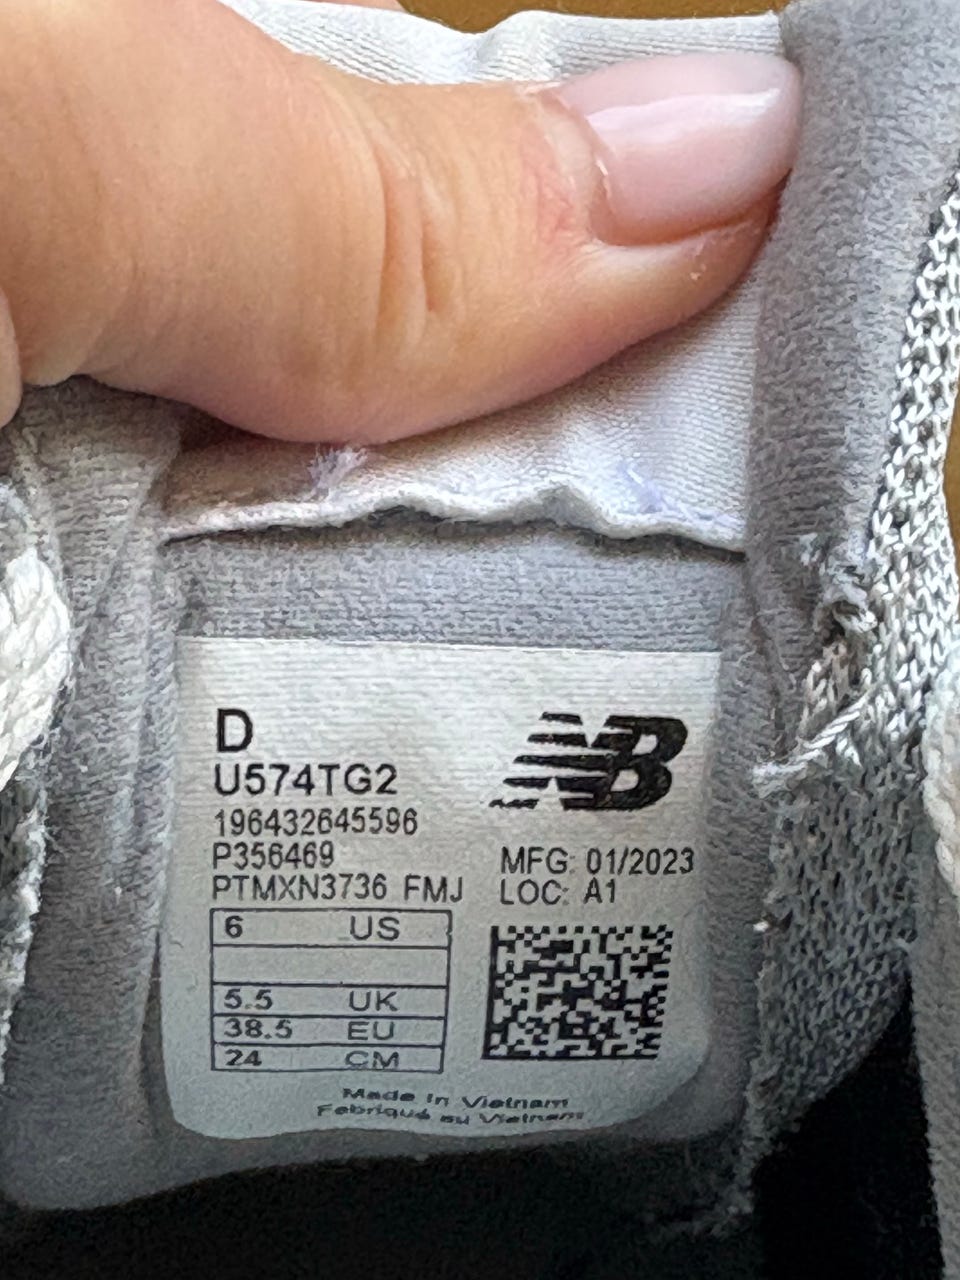 D
U574TG2
NB
196432645596
P356469
MFG: 01/2023
PTMXN3736 FMJ
LOC: A1
6 US
5.5 UK
38.5 EU
24 CM
Made in Vietnam
Fabriqué au Vietnam